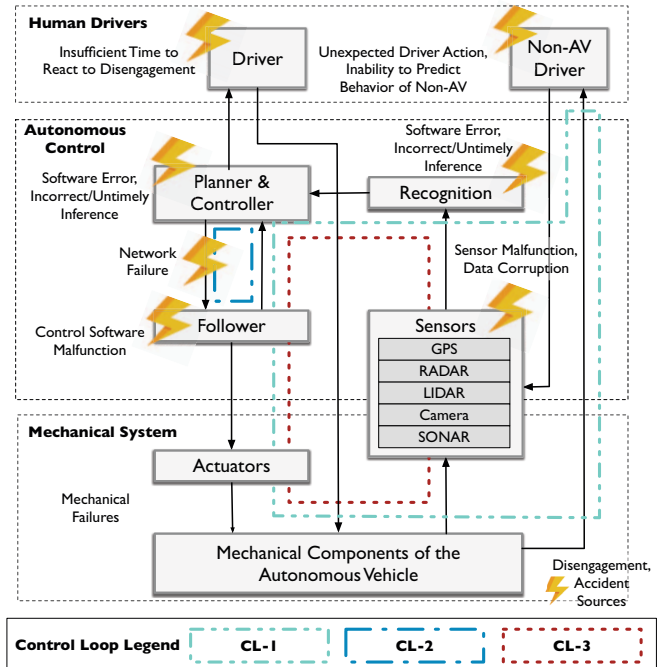 Human Drivers
Insufficient Time to
React to Disengagement
Driver
Unexpected Driver Action,
Inability to Predict
Behavior of Non-AV
Non-AV
Driver
Autonomous
Control
Software Error,
Incorrect/Untimely
Inference
Planner &
Controller
Software Error,
Incorrect/Untimely
Inference
Recognition
Network
Failure
Sensor Malfunction,
Data Corruption
Control Software
Malfunction
Follower
Sensors
GPS
RADAR
LIDAR
Camera
SONAR
Mechanical System
Actuators
Mechanical
Failures
Mechanical Components of the
Autonomous Vehicle
Disengagement,
Accident
Sources
Control Loop Legend
CL-1
CL-2
CL-3